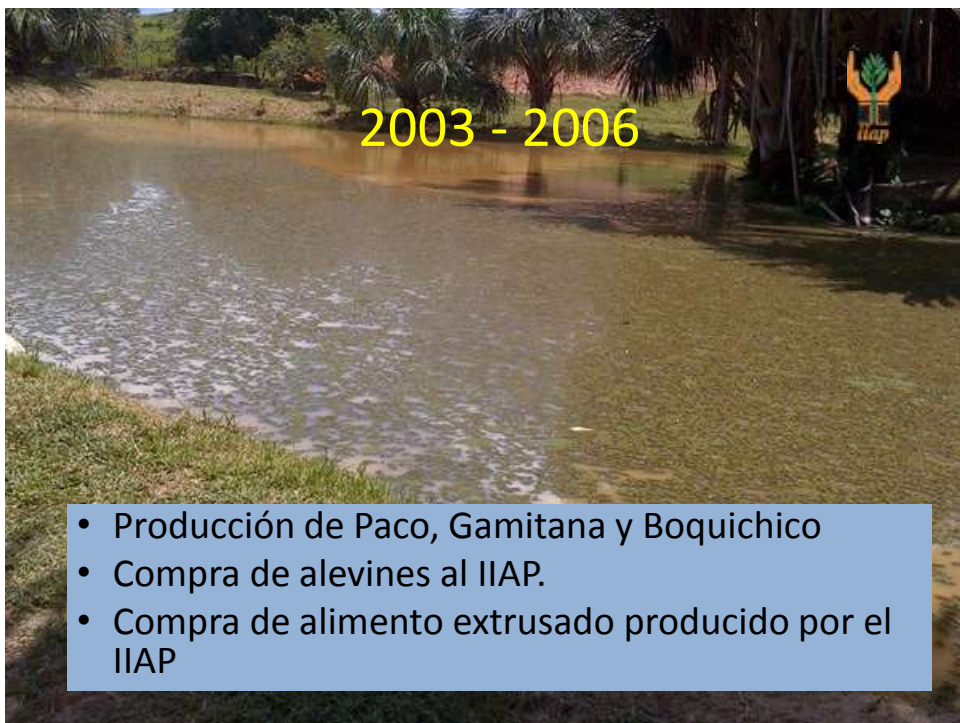 iiap
2003 - 2006
• Producción de Paco, Gamitana y Boquichico
• Compra de alevines al IIAP.
• Compra de alimento extrusado producido por el
IIAP